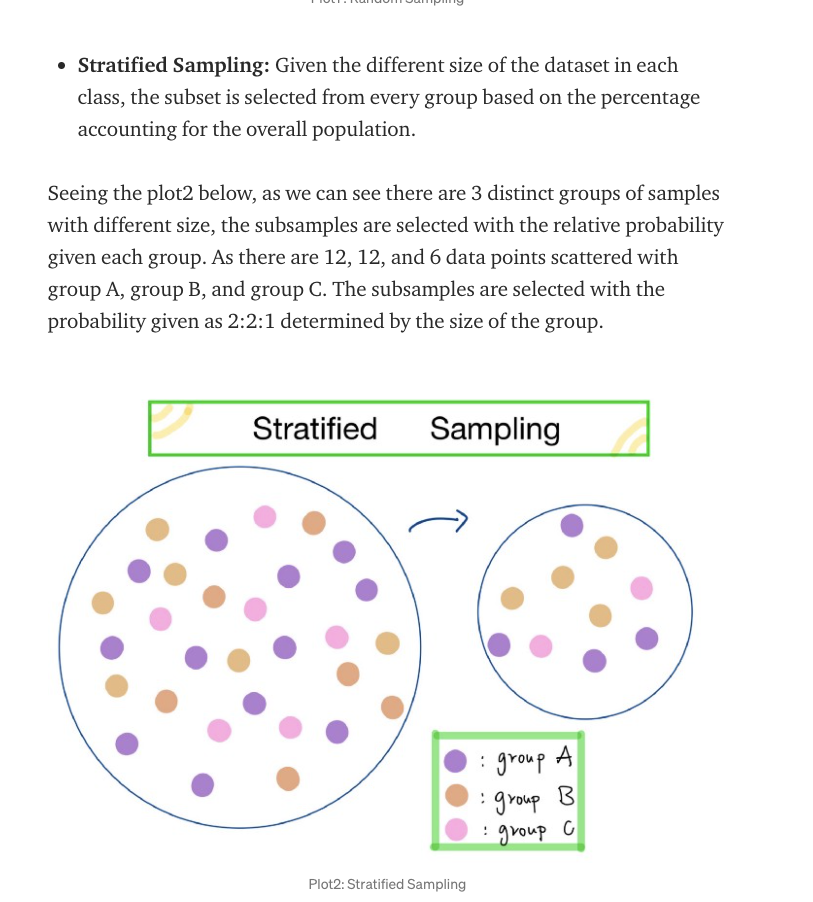 Plot1: Random Sampling
• Stratified Sampling: Given the different size of the dataset in each
class, the subset is selected from every group based on the percentage
accounting for the overall population.
Seeing the plot2 below, as we can see there are 3 distinct groups of samples
with different size, the subsamples are selected with the relative probability
given each group. As there are 12, 12, and 6 data points scattered with
group A, group B, and group C. The subsamples are selected with the
probability given as 2:2:1 determined by the size of the group.
Stratified Sampling
: group A
: group B
: group C
Plot2: Stratified Sampling